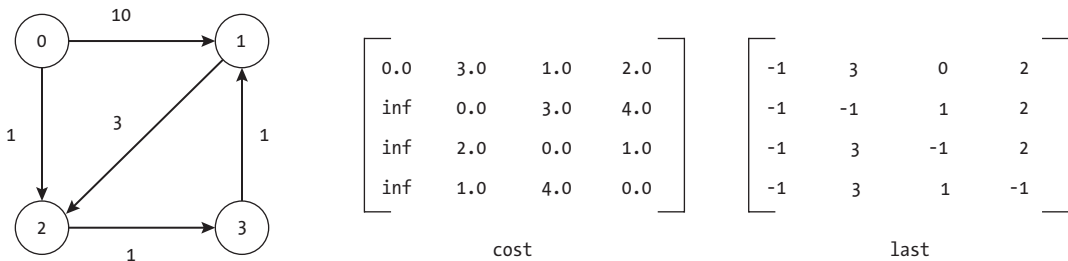 10
0 1
1 3 1
2 3
1
0.0 3.0 1.0 2.0
inf 0.0 3.0 4.0
inf 2.0 0.0 1.0
inf 1.0 4.0 0.0
cost
-1 3 0 2
-1 -1 1 2
-1 3 -1 2
-1 3 1 -1
last